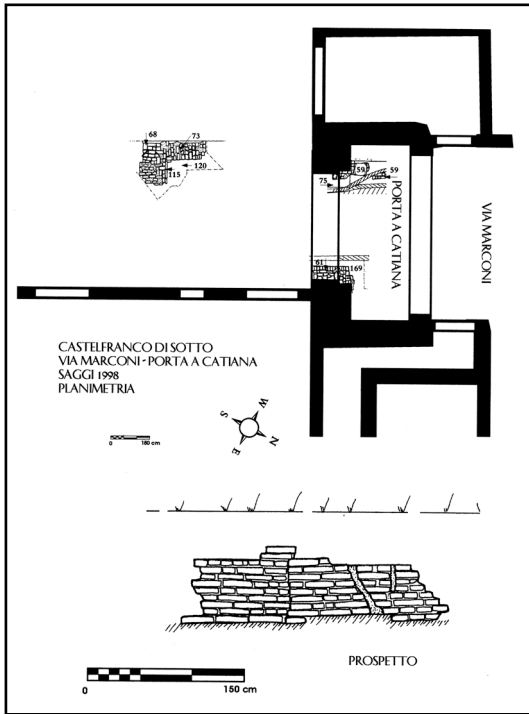 68
73
120
115
59
59
75
PORTA A CATIANA
VIA MARCONI
61
169
CASTELFRANCO DI SOTTO
VIA MARCONI - PORTA A CATIANA
SAGGI 1998
PLANIMETRIA
W
S
N
E
0 150 cm
PROSPETTO
0 150 cm